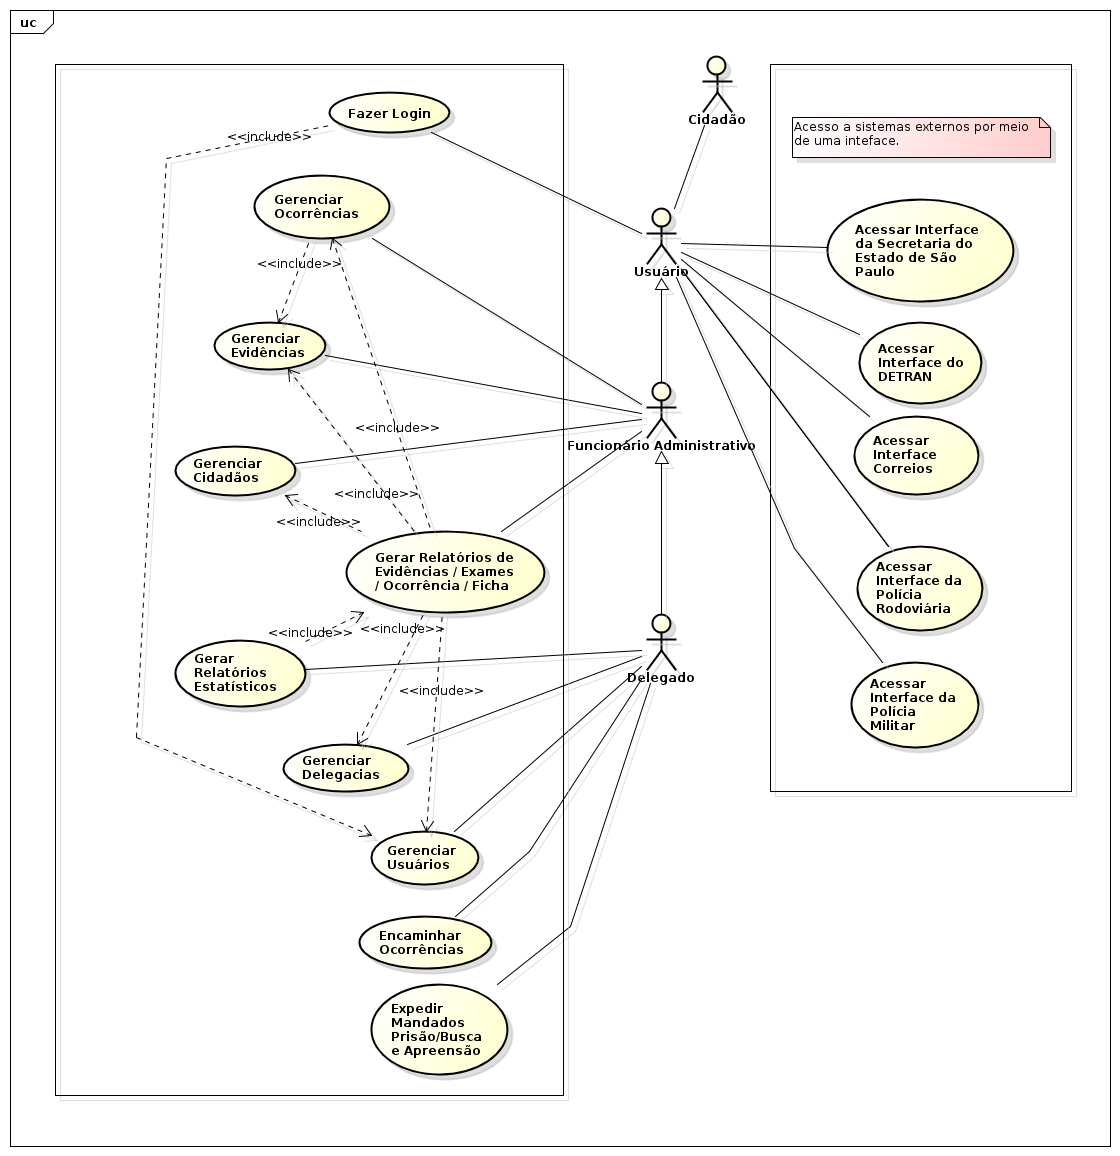 uc
Fazer Login
<<include>>
Gerenciar
Ocorrências
<<include>>
Gerenciar
Evidências
<<include>>
Gerenciar
Cidadãos
<<include>>
<<include>>
Gerar Relatórios de
Evidências / Exames
/ Ocorrência / Ficha
<<include>>
<<include>>
Gerar
Relatórios
Estatísticos
<<include>>
Gerenciar
Delegacias
Gerenciar
Usuários
Encaminhar
Ocorrências
Expedir
Mandados
Prisão/Busca
e Apreensão
Cidadão
Usuário
Funcionário Administrativo
Delegado
Acesso a sistemas externos por meio
de uma inteface.
Acessar Interface
da Secretaria do
Estado de São
Paulo
Acessar
Interface do
DETRAN
Acessar
Interface
Correios
Acessar
Interface da
Polícia
Rodoviária
Acessar
Interface da
Polícia
Militar